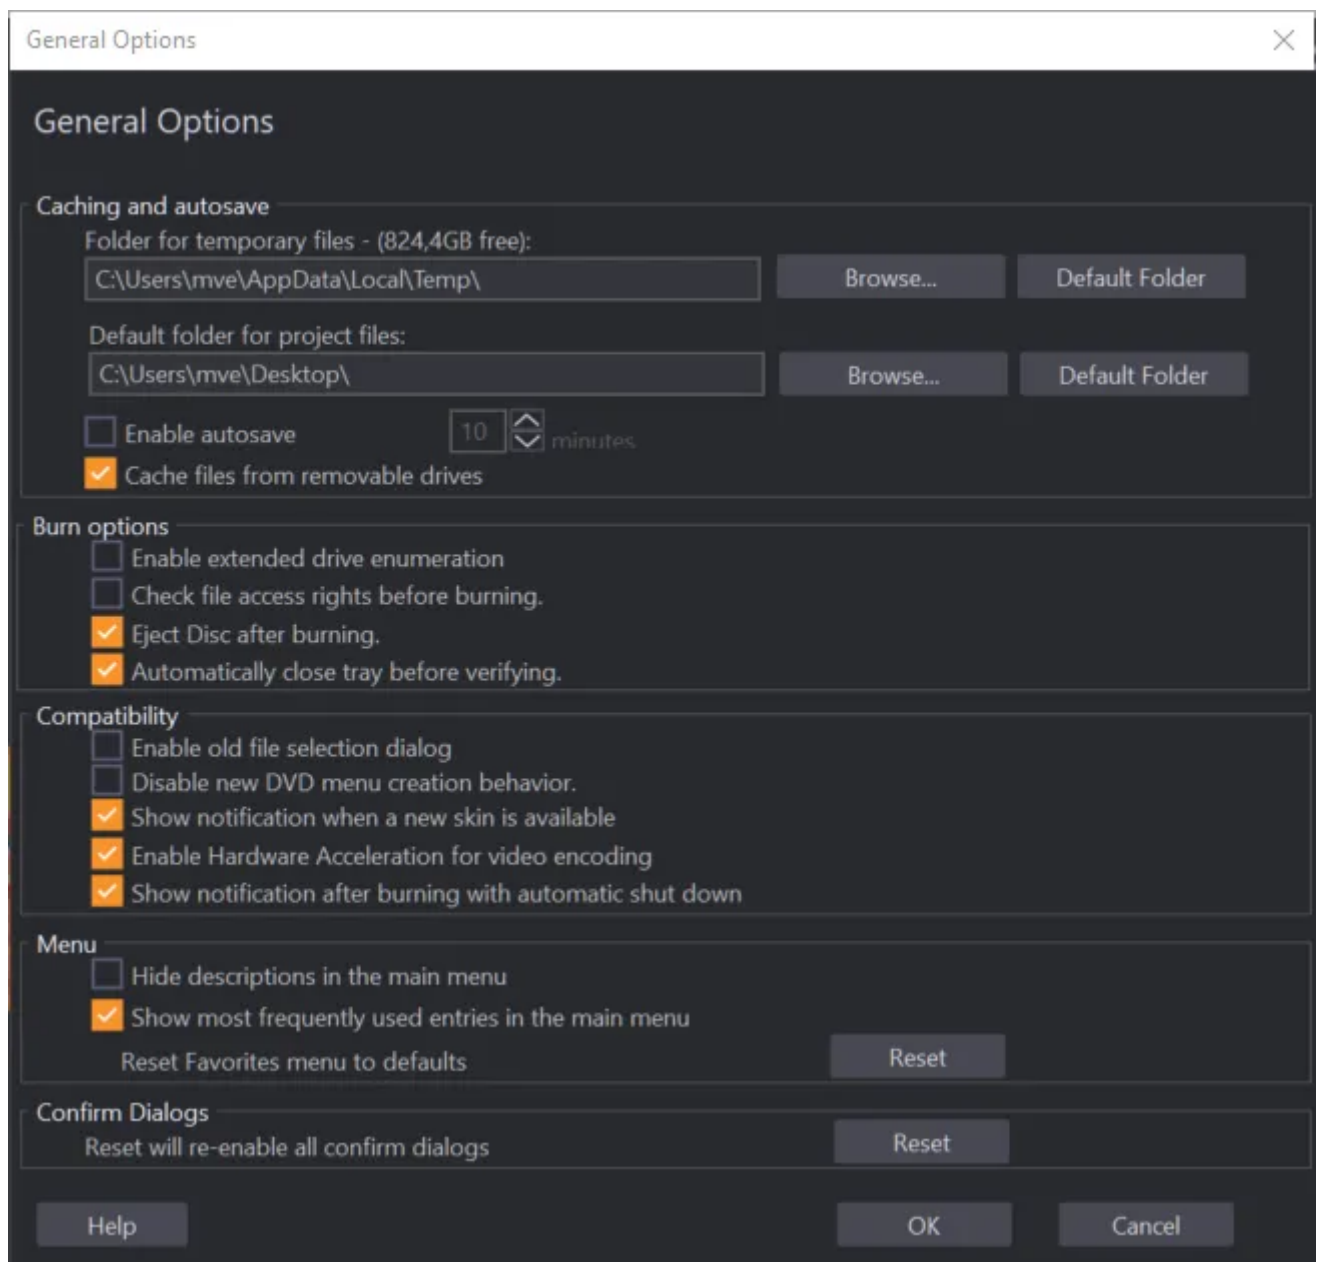 General Options
General Options
Caching and autosave
Folder for temporary files - (824,4GB free):
C:\Users\mve\AppData\Local\Temp\ Browse... Default Folder
Default folder for project files:
C:\Users\mve\Desktop\ Browse... Default Folder
Enable autosave 10 minutes
Cache files from removable drives
Burn options
Enable extended drive enumeration
Check file access rights before burning.
Eject Disc after burning.
Automatically close tray before verifying.
Compatibility
Enable old file selection dialog
Disable new DVD menu creation behavior.
Show notification when a new skin is available
Enable Hardware Acceleration for video encoding
Show notification after burning with automatic shut down
Menu
Hide descriptions in the main menu
Show most frequently used entries in the main menu
Reset Favorites menu to defaults Reset
Confirm Dialogs
Reset will re-enable all confirm dialogs Reset
Help OK Cancel